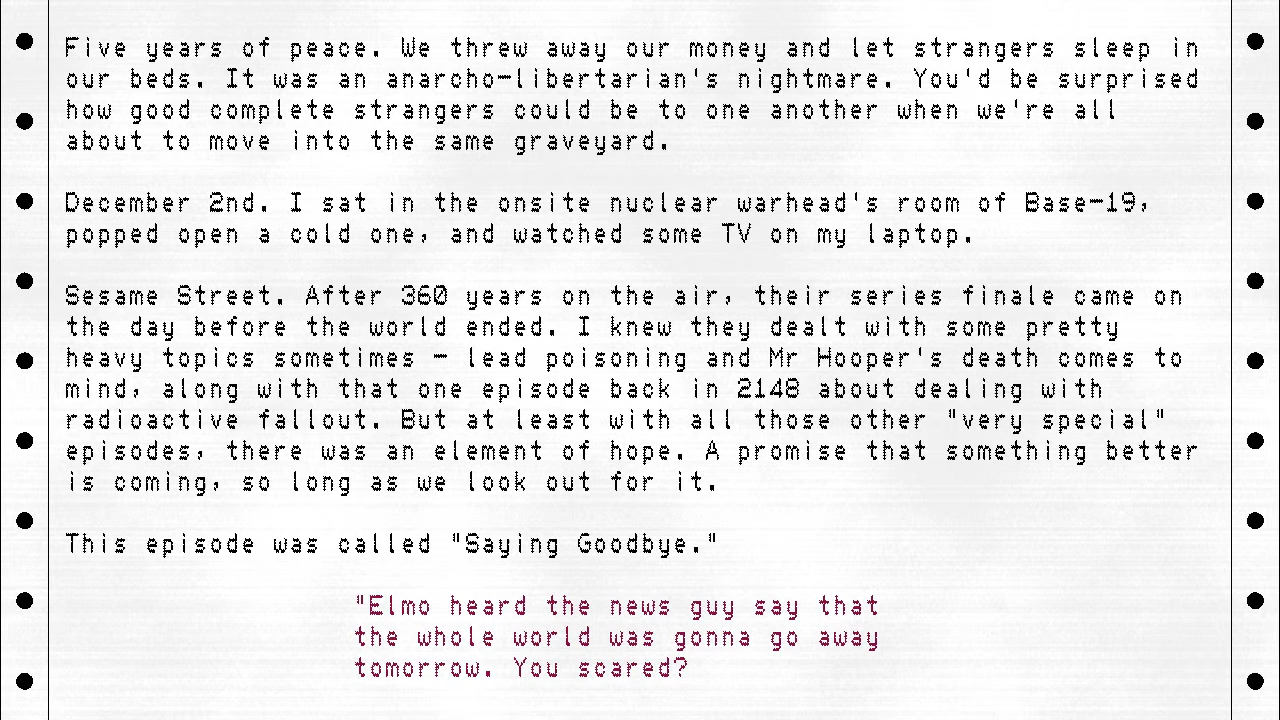 Five years of peace. We threw away our money and let strangers sleep in
our beds. It was an anarcho-libertarian's nightmare. You'd be surprised
how good complete strangers could be to one another when we're all
about to move into the same graveyard.
December 2nd. I sat in the onsite nuclear warhead's room of Base-19,
popped open a cold one, and watched some TV on my laptop.
Sesame Street. After 360 years on the air, their series finale came on
the day before the world ended. I knew they dealt with some pretty
heavy topics sometimes - lead poisoning and Mr Hooper's death comes to
mind, along with that one episode back in 2148 about dealing with
radioactive fallout. But at least with all those other "very special"
episodes, there was an element of hope. A promise that something better
is coming, so long as we look out for it.
This episode was called "Saying Goodbye."
"Elmo heard the news guy say that
the whole world was gonna go away
tomorrow. You scared?